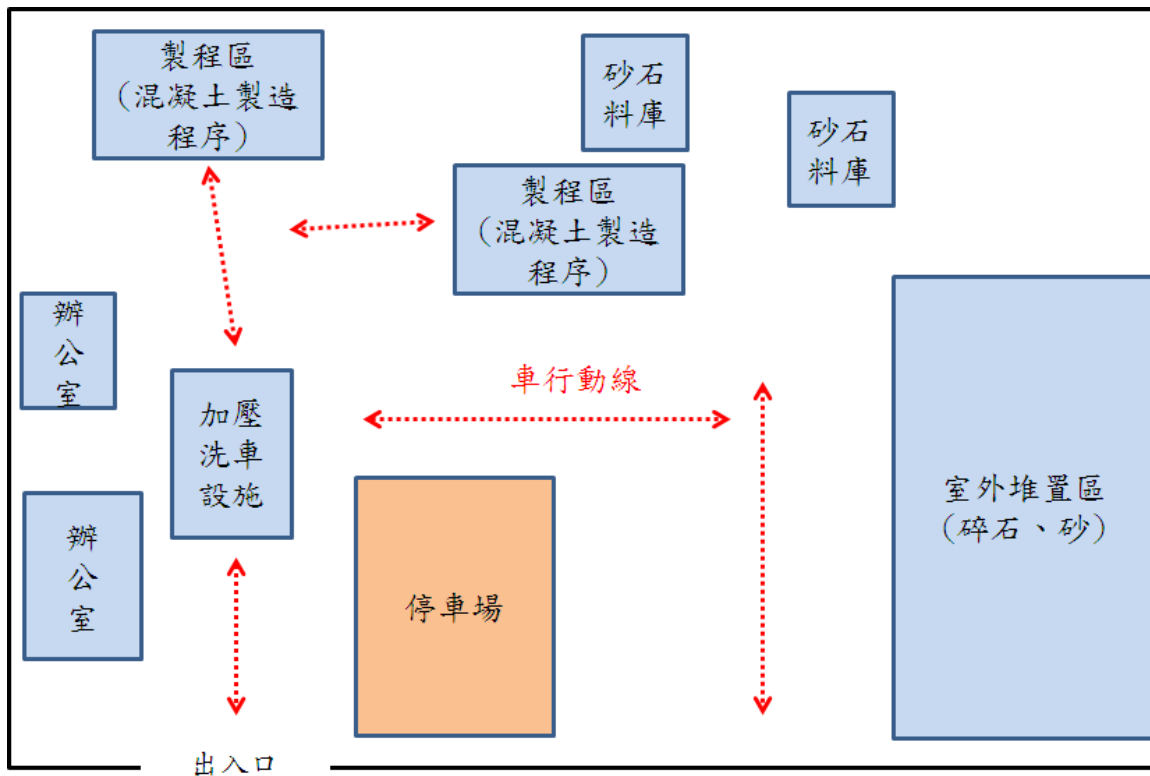 製程區
(混凝土製造
程序)
砂石
料庫
砂石
料庫
製程區
(混凝土製造
程序)
辦
公
室
車行動線
加壓
洗車
設施
室外堆置區
(碎石、砂)
辦
公
室
停車場
出入口